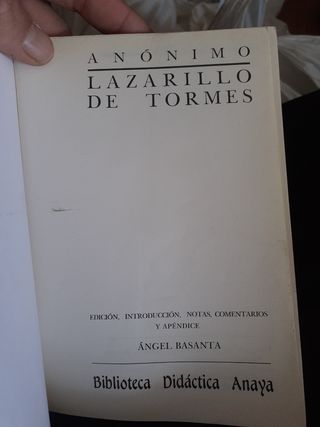 ANÓNIMO
LAZARILLO
DE TORMES
EDICIÓN, INTRODUCCIÓN, NOTAS, COMENTARIOS
Y APÉNDICE
ÁNGEL BASANTA
Biblioteca Didáctica Anaya